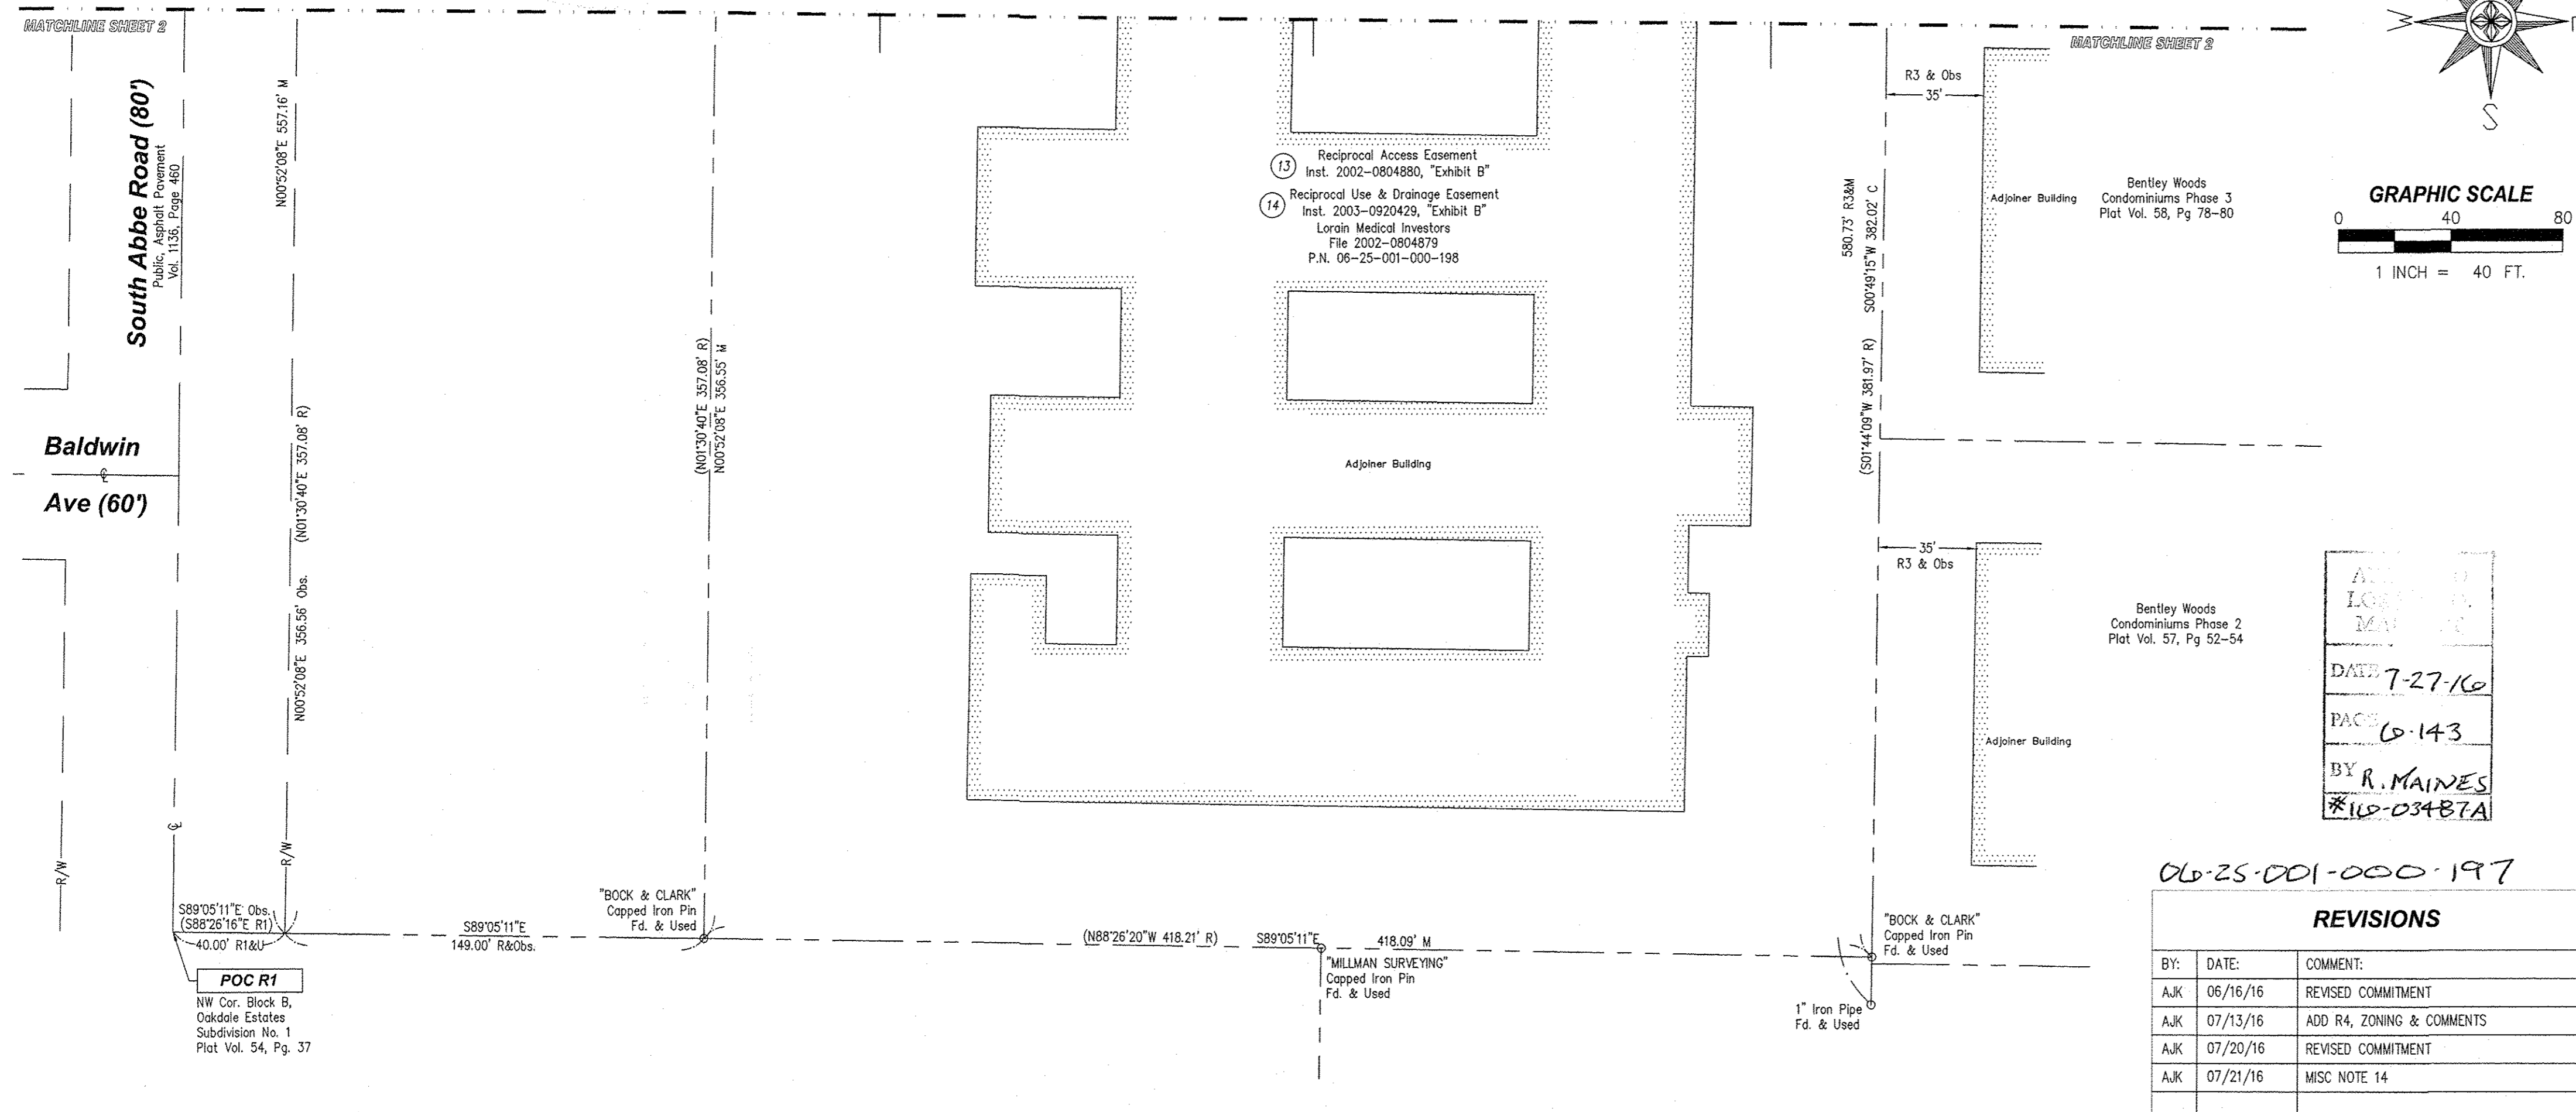 MATCHLINE SHEET 2
MATCHLINE SHEET 2
S
South Abbe Road (80')
Public, Asphalt Pavement
Vol. 1136, Page 460
N00°52'08"E 557.16' M
(N01°30'40"E 357.08' R)
N00°52'08"E 356.56' Obs.
R/W
R/W
Baldwin
Ave (60')
(N01°30'40"E 357.08' R)
N00°52'08"E 356.55' M
13
Reciprocal Access Easement
Inst. 2002-0804880, "Exhibit B"
14
Reciprocal Use & Drainage Easement
Inst. 2003-0920429, "Exhibit B"
Lorain Medical Investors
File 2002-0804879
P.N. 06-25-001-000-198
Adjoiner Building
580.73' R3&M
S00°49'15"W 382.02' C
(S01°44'09"W 381.97' R)
R3 & Obs
35'
Adjoiner Building
Bentley Woods
Condominiums Phase 3
Plat Vol. 58, Pg 78-80
35'
R3 & Obs
Bentley Woods
Condominiums Phase 2
Plat Vol. 57, Pg 52-54
Adjoiner Building
GRAPHIC SCALE
0 40 80
1 INCH = 40 FT.
DATE 7-27-16
PAGE 6-143
BY R. MAINES
#16-03487-A
06-25-001-000-197
S89°05'11"E Obs.
(S88°26'16"E R1)
40.00' R1&U
POC R1
NW Cor. Block B,
Oakdale Estates
Subdivision No. 1
Plat Vol. 54, Pg. 37
S89°05'11"E
149.00' R&Obs.
"BOCK & CLARK"
Capped Iron Pin
Fd. & Used
(N88°26'20"W 418.21' R)
S89°05'11"E
418.09' M
"MILLMAN SURVEYING"
Capped Iron Pin
Fd. & Used
"BOCK & CLARK"
Capped Iron Pin
Fd. & Used
1" Iron Pipe
Fd. & Used
REVISIONS
BY: DATE: COMMENT:
AJK 06/16/16 REVISED COMMITMENT
AJK 07/13/16 ADD R4, ZONING & COMMENTS
AJK 07/20/16 REVISED COMMITMENT
AJK 07/21/16 MISC NOTE 14